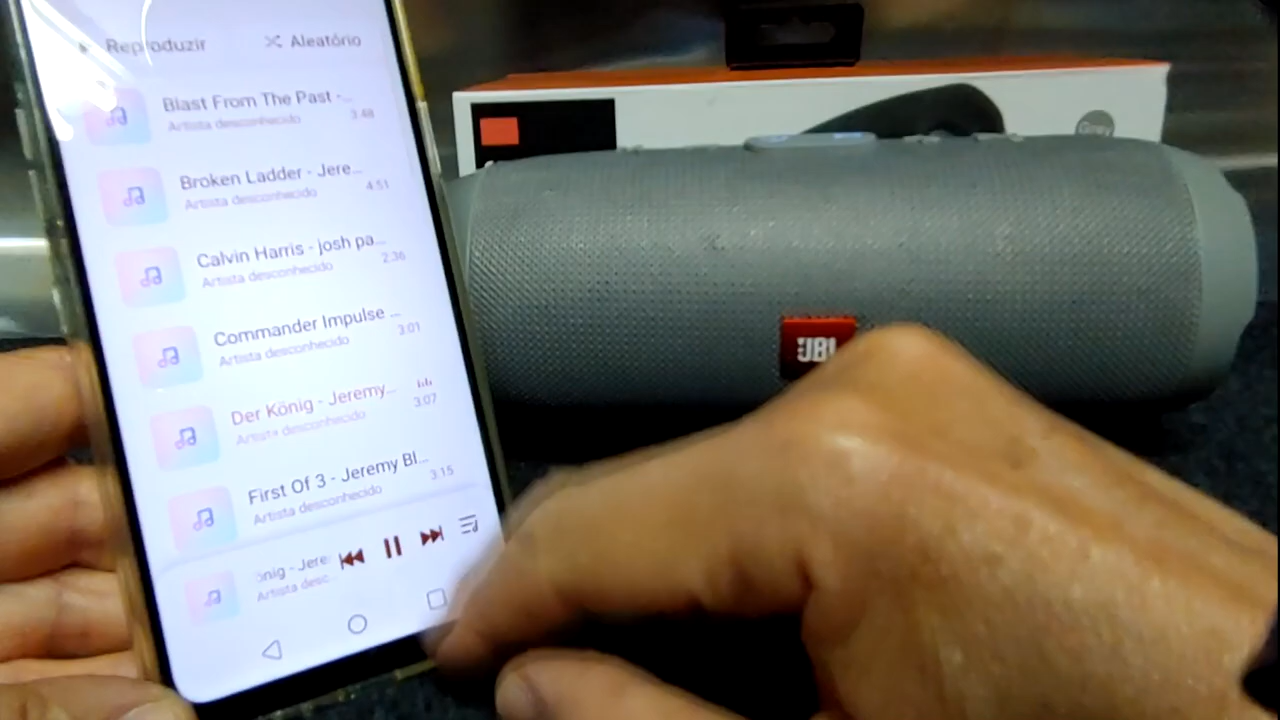 Reproduzir
Aleatório
Blast From The Past -...
Artista desconhecido
3:48
Broken Ladder - Jere...
Artista desconhecido
4:51
Calvin Harris - josh pa...
Artista desconhecido
2:36
Commander Impulse ...
Artista desconhecido
3:01
Der König - Jeremy...
Artista desconhecido
3:07
First Of 3 - Jeremy Bl...
Artista desconhecido
3:15
önig - Jere
Artista desc...
JBL
Grey